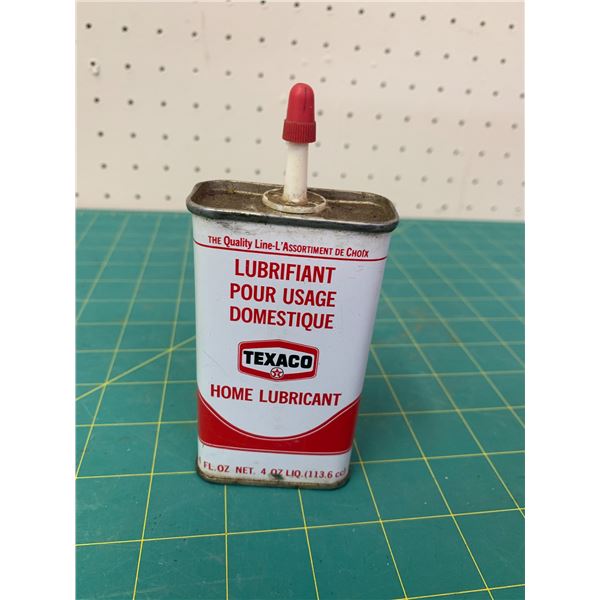 THE QUALITY LINE-L'ASSORTIMENT DE CHOIX
LUBRIFIANT
POUR USAGE
DOMESTIQUE
TEXACO
HOME LUBRICANT
FL. OZ NET. 4 OZ LIQ. (113.6 cc)